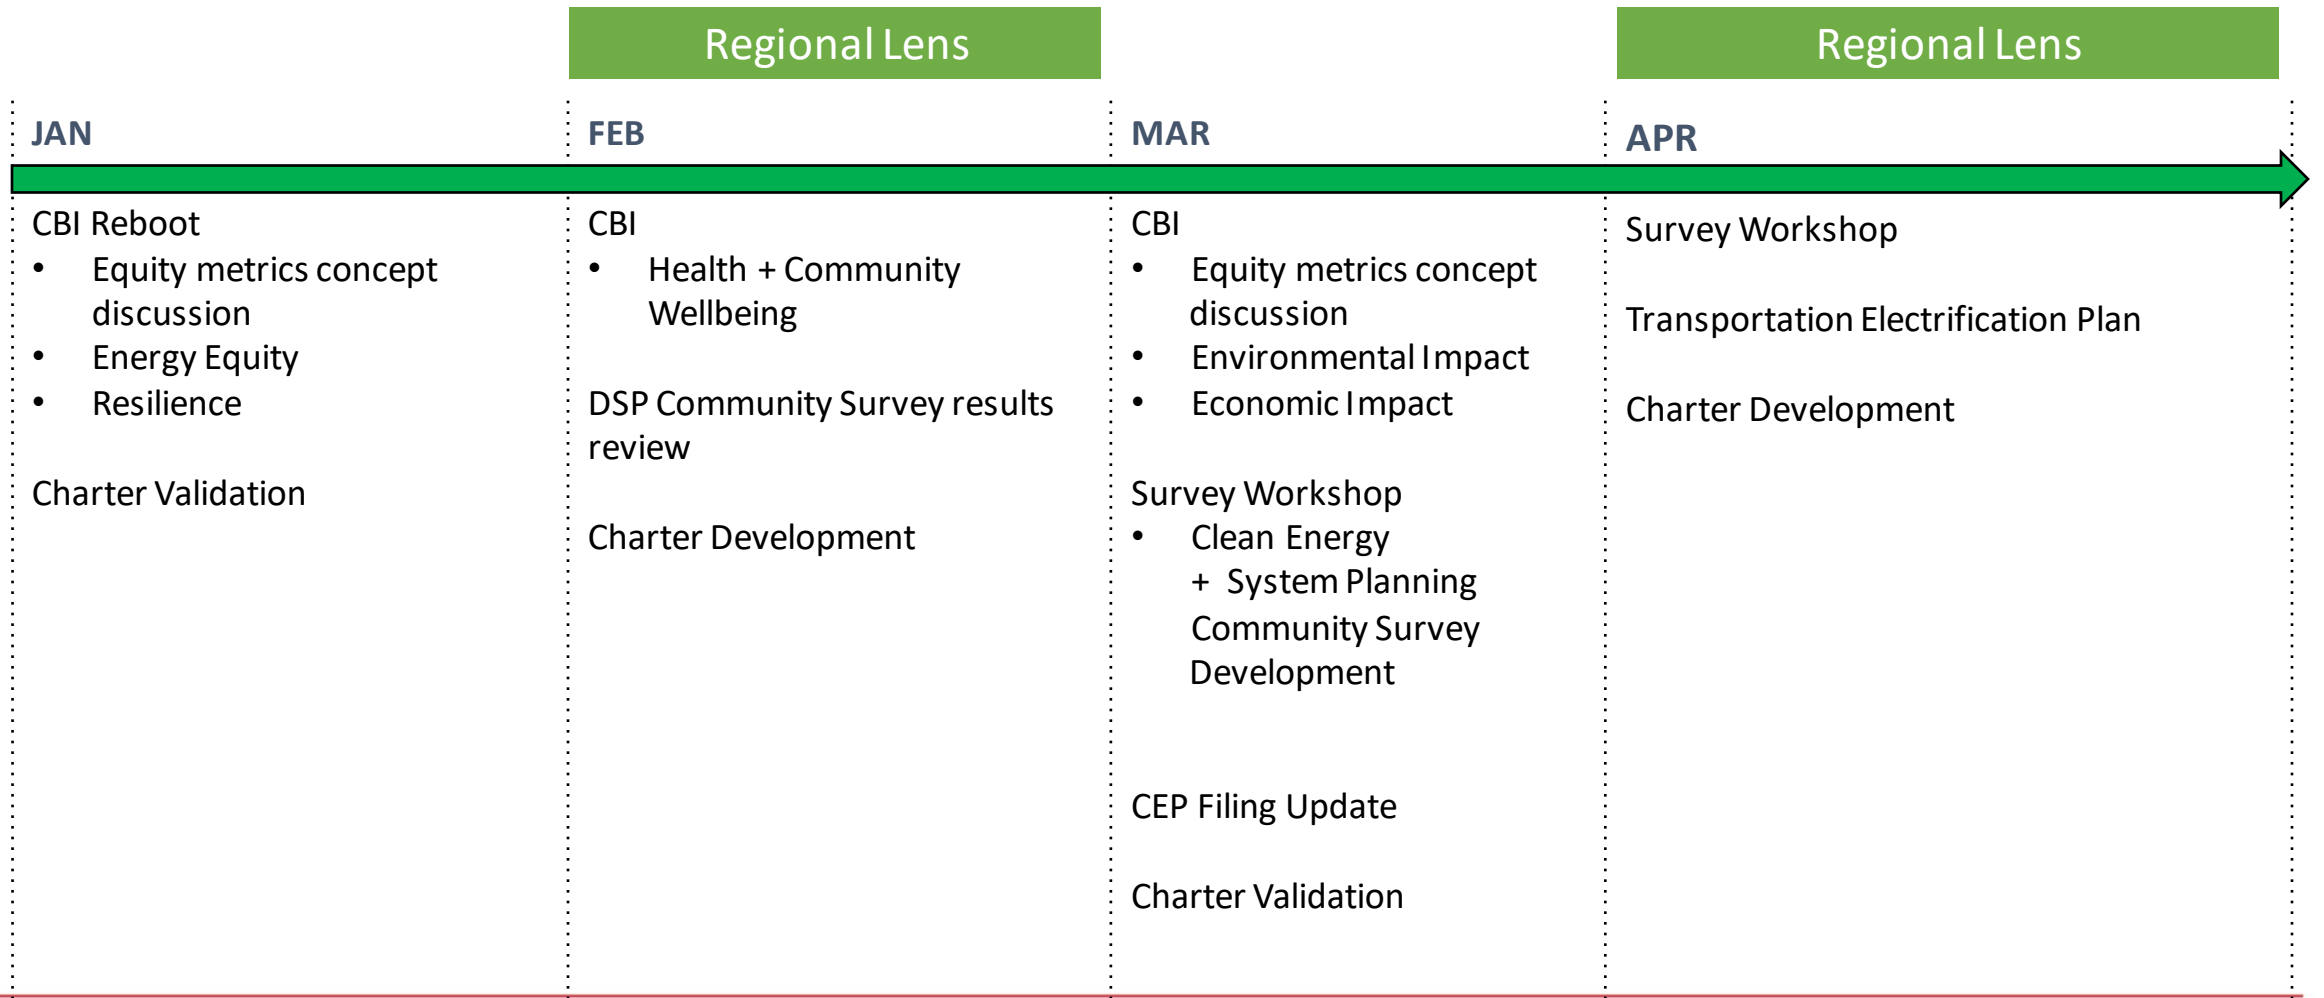 Regional Lens
Regional Lens
JAN
CBI Reboot
• Equity metrics concept
discussion
• Energy Equity
• Resilience
Charter Validation
FEB
CBI
• Health + Community
Wellbeing
DSP Community Survey results
review
Charter Development
MAR
CBI
• Equity metrics concept
discussion
• Environmental Impact
• Economic Impact
Survey Workshop
• Clean Energy
+ System Planning
Community Survey
Development
CEP Filing Update
Charter Validation
APR
Survey Workshop
Transportation Electrification Plan
Charter Development